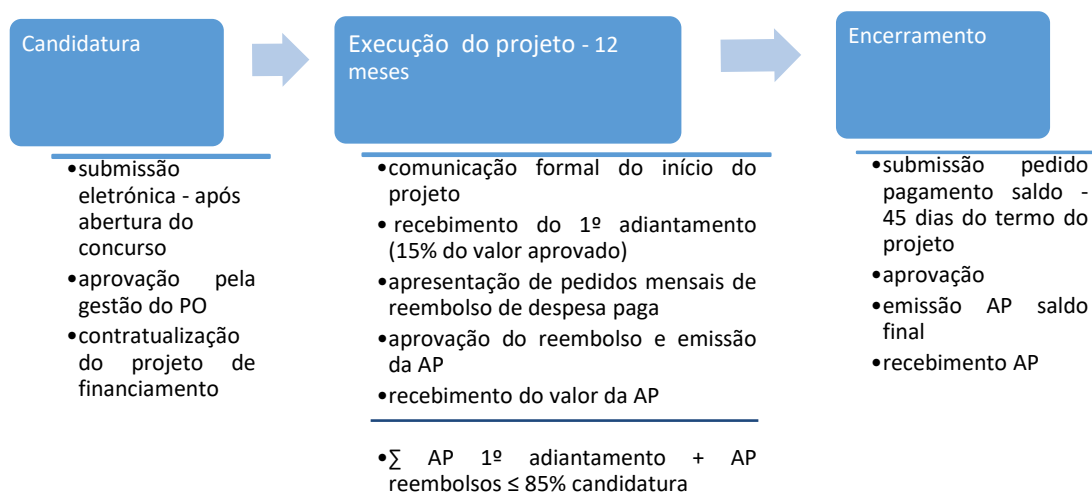 Candidatura
•submissão
eletrónica - após
abertura do
concurso
•aprovação pela
gestão do PO
•contratualização
do projeto de
financiamento
Execução do projeto - 12
meses
•comunicação formal do início do
projeto
• recebimento do 1º adiantamento
(15% do valor aprovado)
•apresentação de pedidos mensais de
reembolso de despesa paga
•aprovação do reembolso e emissão
da AP
•recebimento do valor da AP
•∑ AP 1º adiantamento + AP
reembolsos ≤ 85% candidatura
Encerramento
•submissão pedido
pagamento saldo -
45 dias do termo do
projeto
•aprovação
•emissão AP saldo
final
•recebimento AP